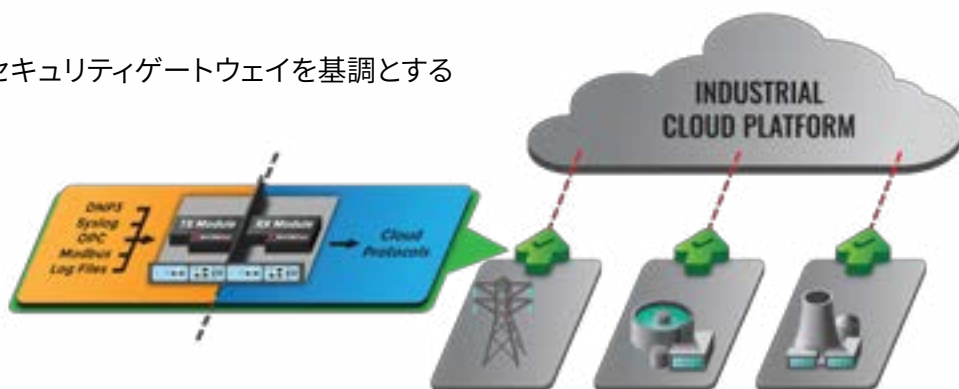 セキュリティゲートウェイを基調とする
INDUSTRIAL
CLOUD PLATFORM
DNP3
Syslog
OPC
Modbus
Log Files
TX Module
RX Module
Cloud
Protocols